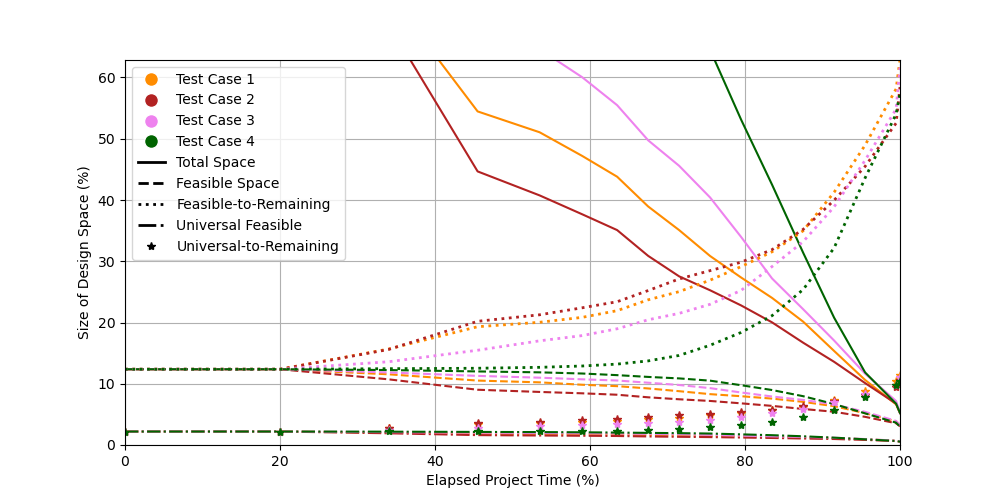 60
50
40
30
20
10
0
Size of Design Space (%)
Test Case 1
Test Case 2
Test Case 3
Test Case 4
Total Space
Feasible Space
Feasible-to-Remaining
Universal Feasible
Universal-to-Remaining
0 20 40 60 80 100
Elapsed Project Time (%)